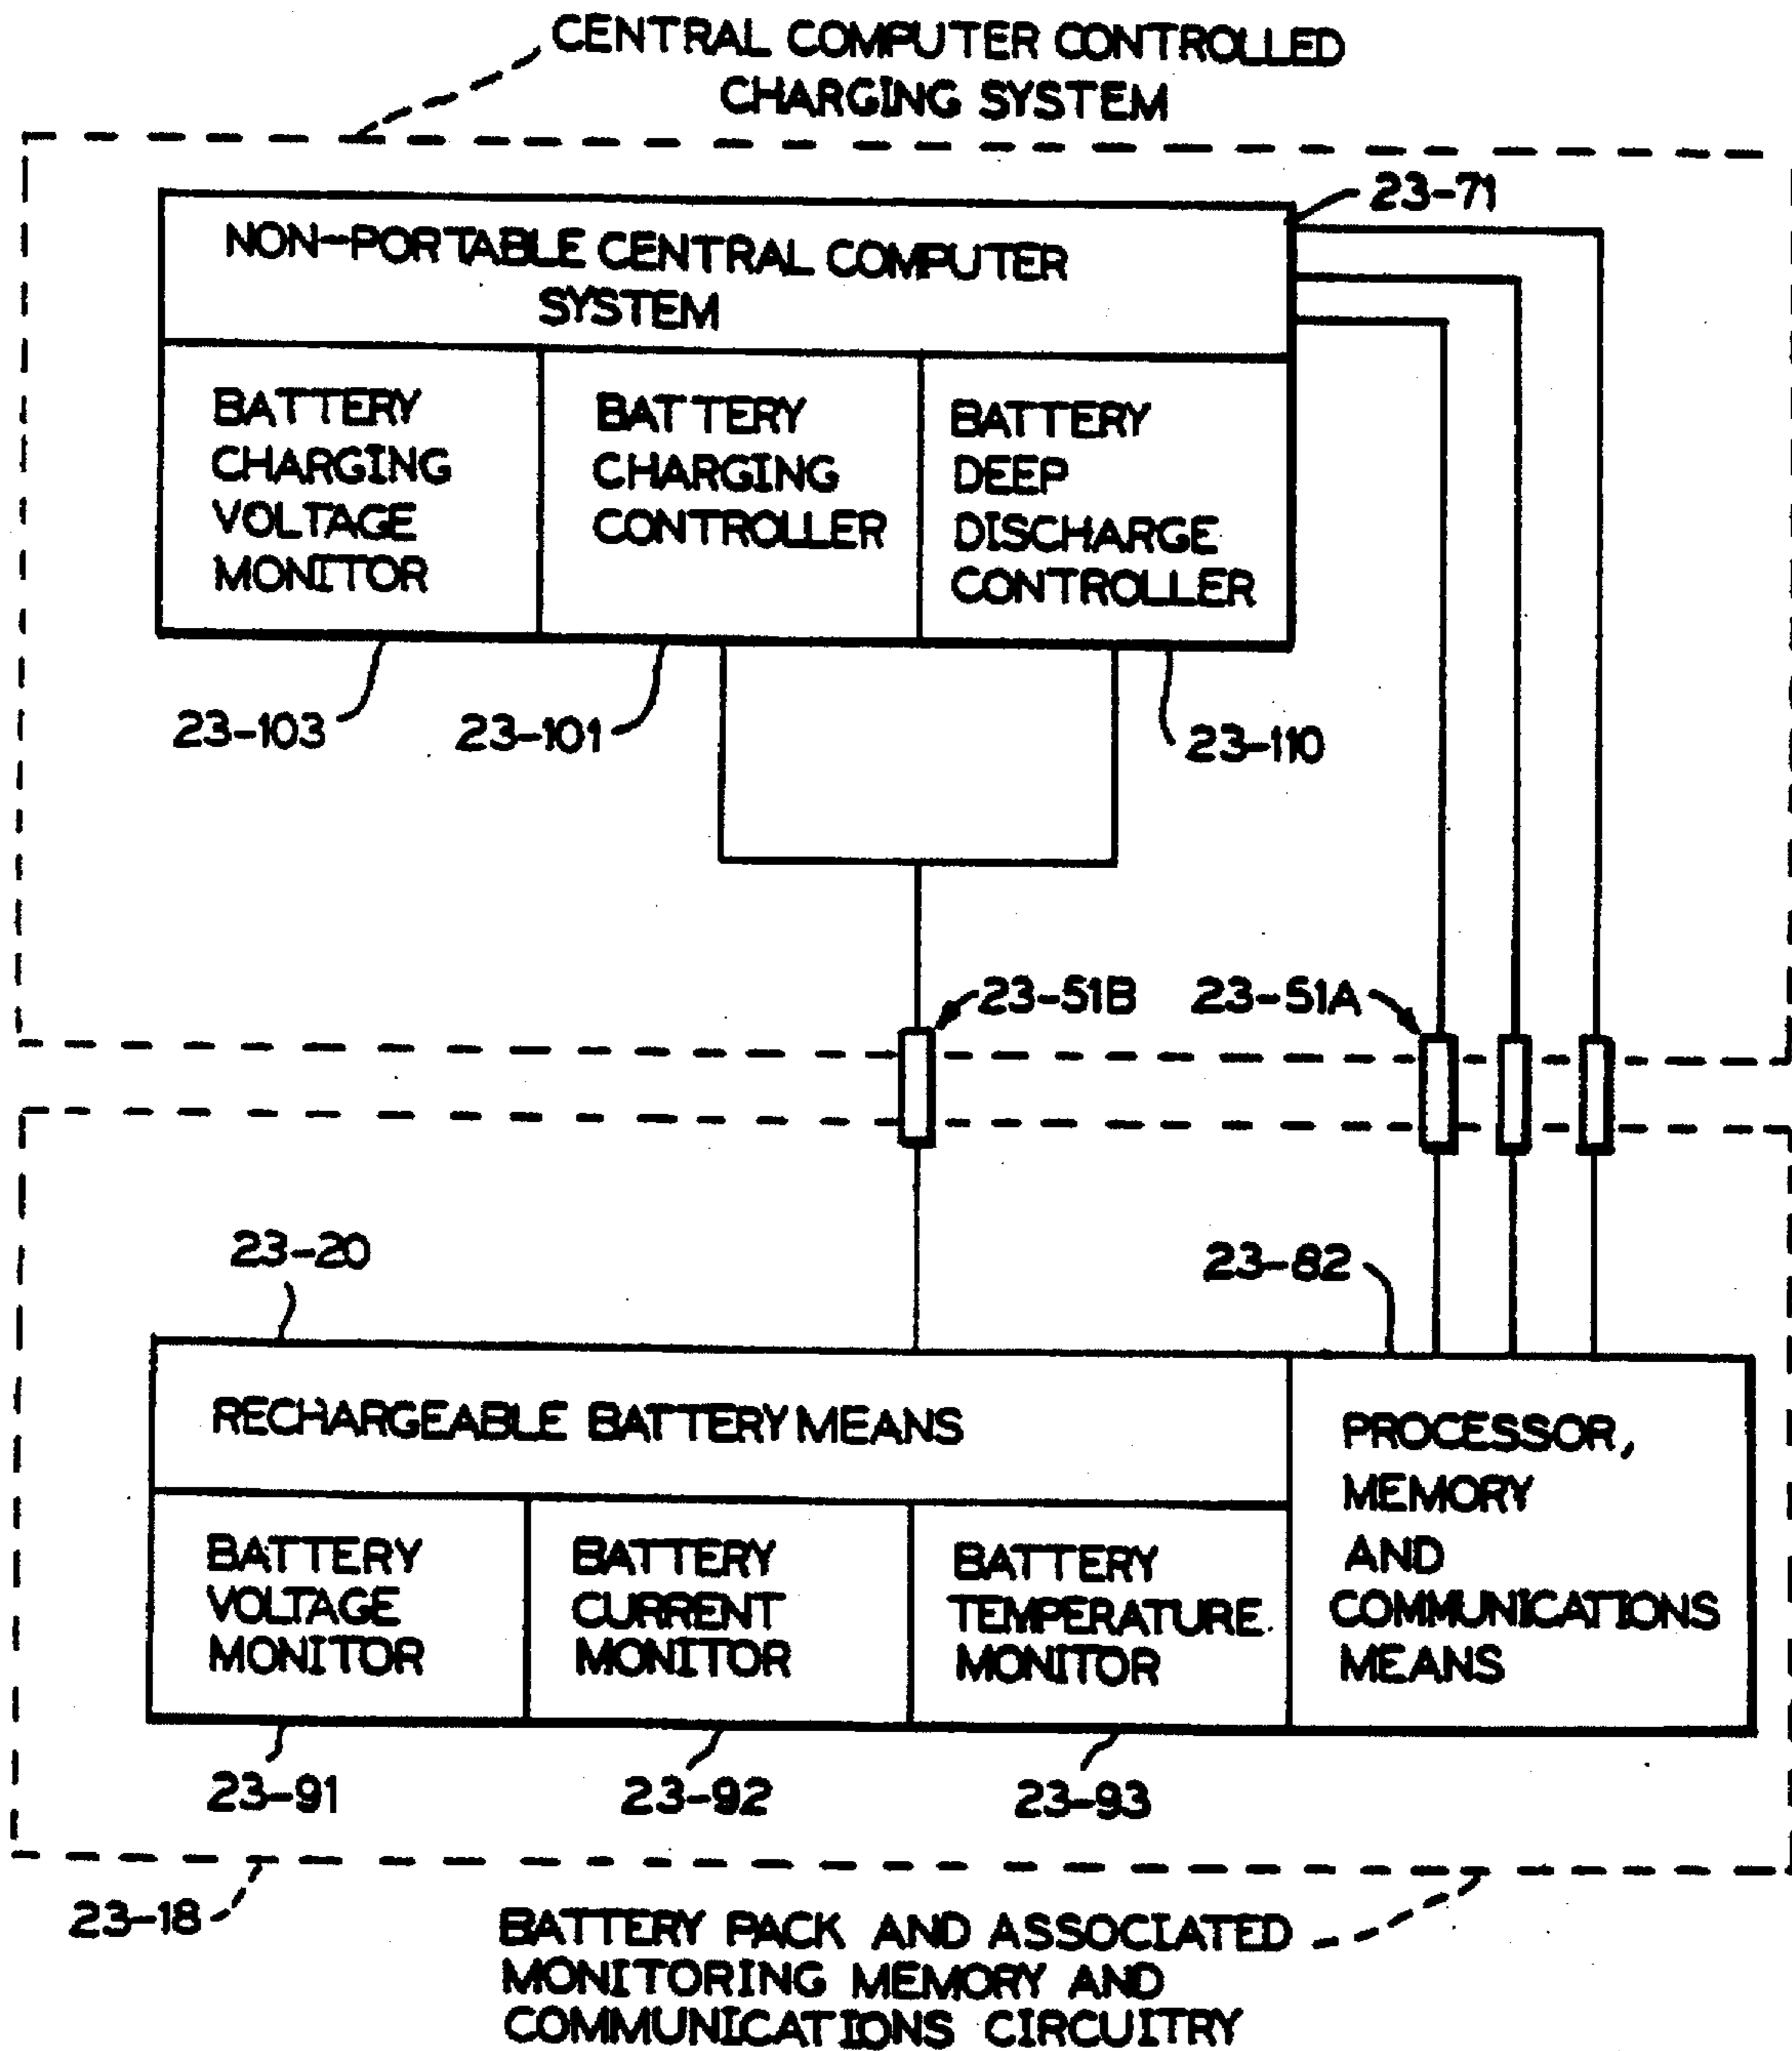 CENTRAL COMPUTER CONTROLLED
CHARGING SYSTEM
23-71
NON-PORTABLE CENTRAL COMPUTER
SYSTEM
BATTERY
CHARGING
VOLTAGE
MONITOR
BATTERY
CHARGING
CONTROLLER
BATTERY
DEEP
DISCHARGE
CONTROLLER
23-103
23-101
23-110
23-51B
23-51A
23-20
23-82
RECHARGEABLE BATTERY MEANS
PROCESSOR,
MEMORY
AND
COMMUNICATIONS
MEANS
BATTERY
VOLTAGE
MONITOR
BATTERY
CURRENT
MONITOR
BATTERY
TEMPERATURE
MONITOR
23-91
23-92
23-93
23-18
BATTERY PACK AND ASSOCIATED
MONITORING MEMORY AND
COMMUNICATIONS CIRCUITRY